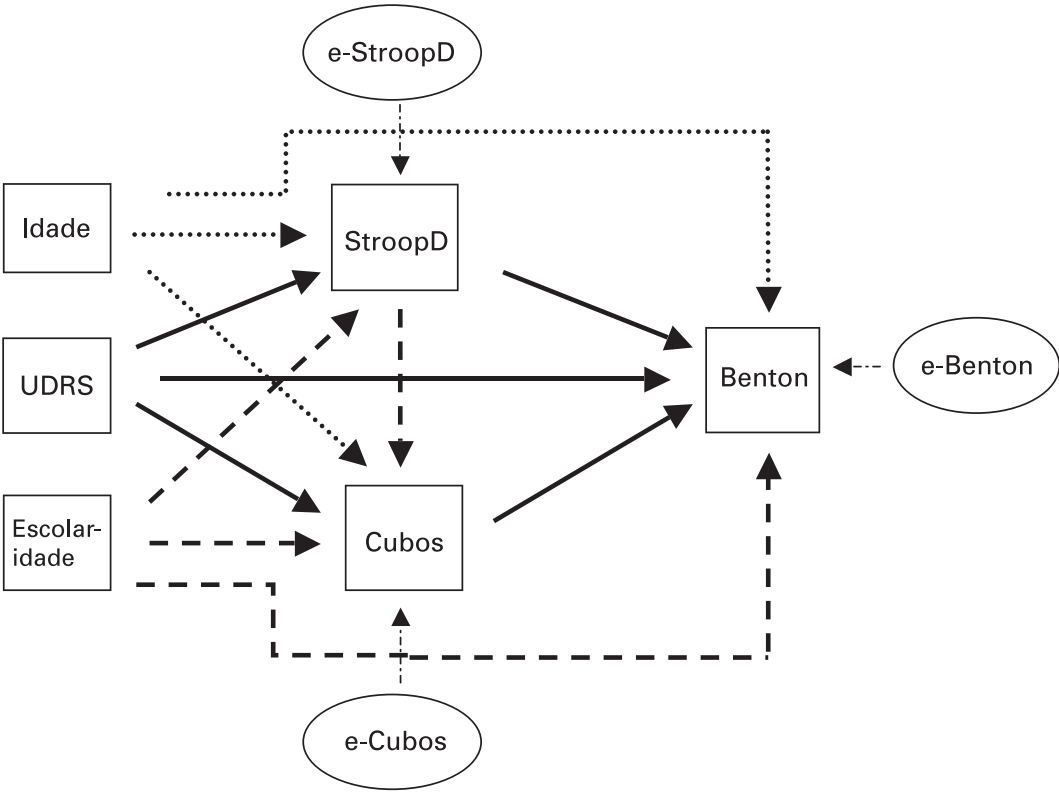 e-StroopD
Idade
StroopD
UDRS
Benton
e-Benton
Escolar-
idade
Cubos
e-Cubos